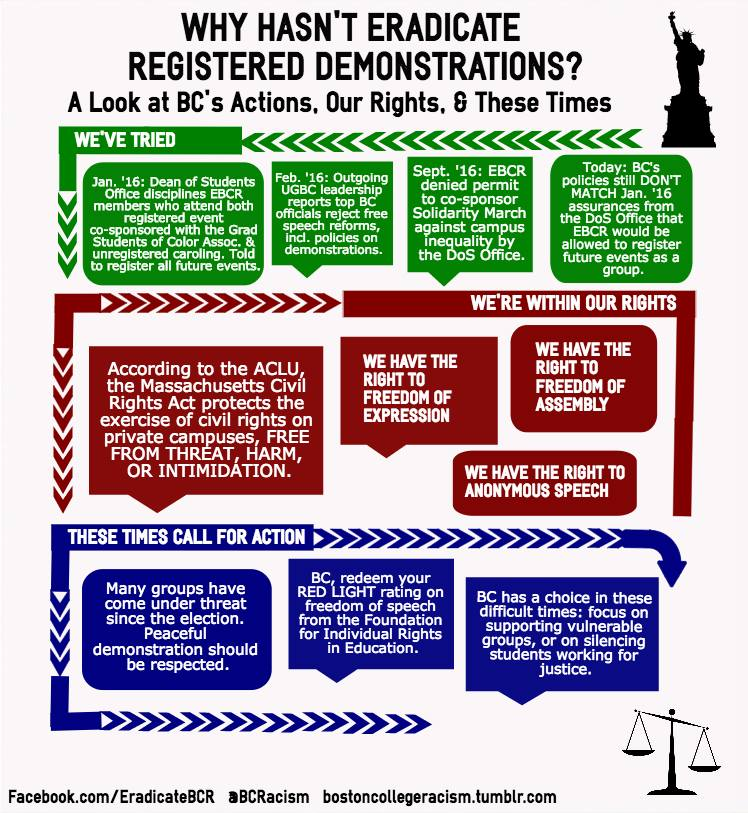 WHY HASN'T ERADICATE
REGISTERED DEMONSTRATIONS?
A Look at BC's Actions, Our Rights, & These Times
WE'VE TRIED
Jan. '16: Dean of Students
Office disciplines EBCR
members who attend both
registered event
co-sponsored with the Grad
Students of Color Assoc. &
unregistered caroling. Told
to register all future events.
Feb. '16: Outgoing
UGBC leadership
reports top BC
officials reject free
speech reforms,
incl. policies on
demonstrations.
Sept. '16: EBCR
denied permit
to co-sponsor
Solidarity March
against campus
inequality by
the DoS Office.
Today: BC's
policies still DON'T
MATCH Jan. '16
assurances from
the DoS Office that
EBCR would be
allowed to register
future events as a
group.
WE'RE WITHIN OUR RIGHTS
According to the ACLU,
the Massachusetts Civil
Rights Act protects the
exercise of civil rights on
private campuses, FREE
FROM THREAT, HARM,
OR INTIMIDATION.
WE HAVE THE
RIGHT TO
FREEDOM OF
EXPRESSION
WE HAVE THE
RIGHT TO
FREEDOM OF
ASSEMBLY
WE HAVE THE RIGHT TO
ANONYMOUS SPEECH
THESE TIMES CALL FOR ACTION
Many groups have
come under threat
since the election.
Peaceful
demonstration should
be respected.
BC, redeem your
RED LIGHT rating on
freedom of speech
from the Foundation
for Individual Rights
in Education.
BC has a choice in these
difficult times: focus on
supporting vulnerable
groups, or on silencing
students working for
justice.
Facebook.com/EradicateBCR @BCRacism bostoncollegeracism.tumblr.com